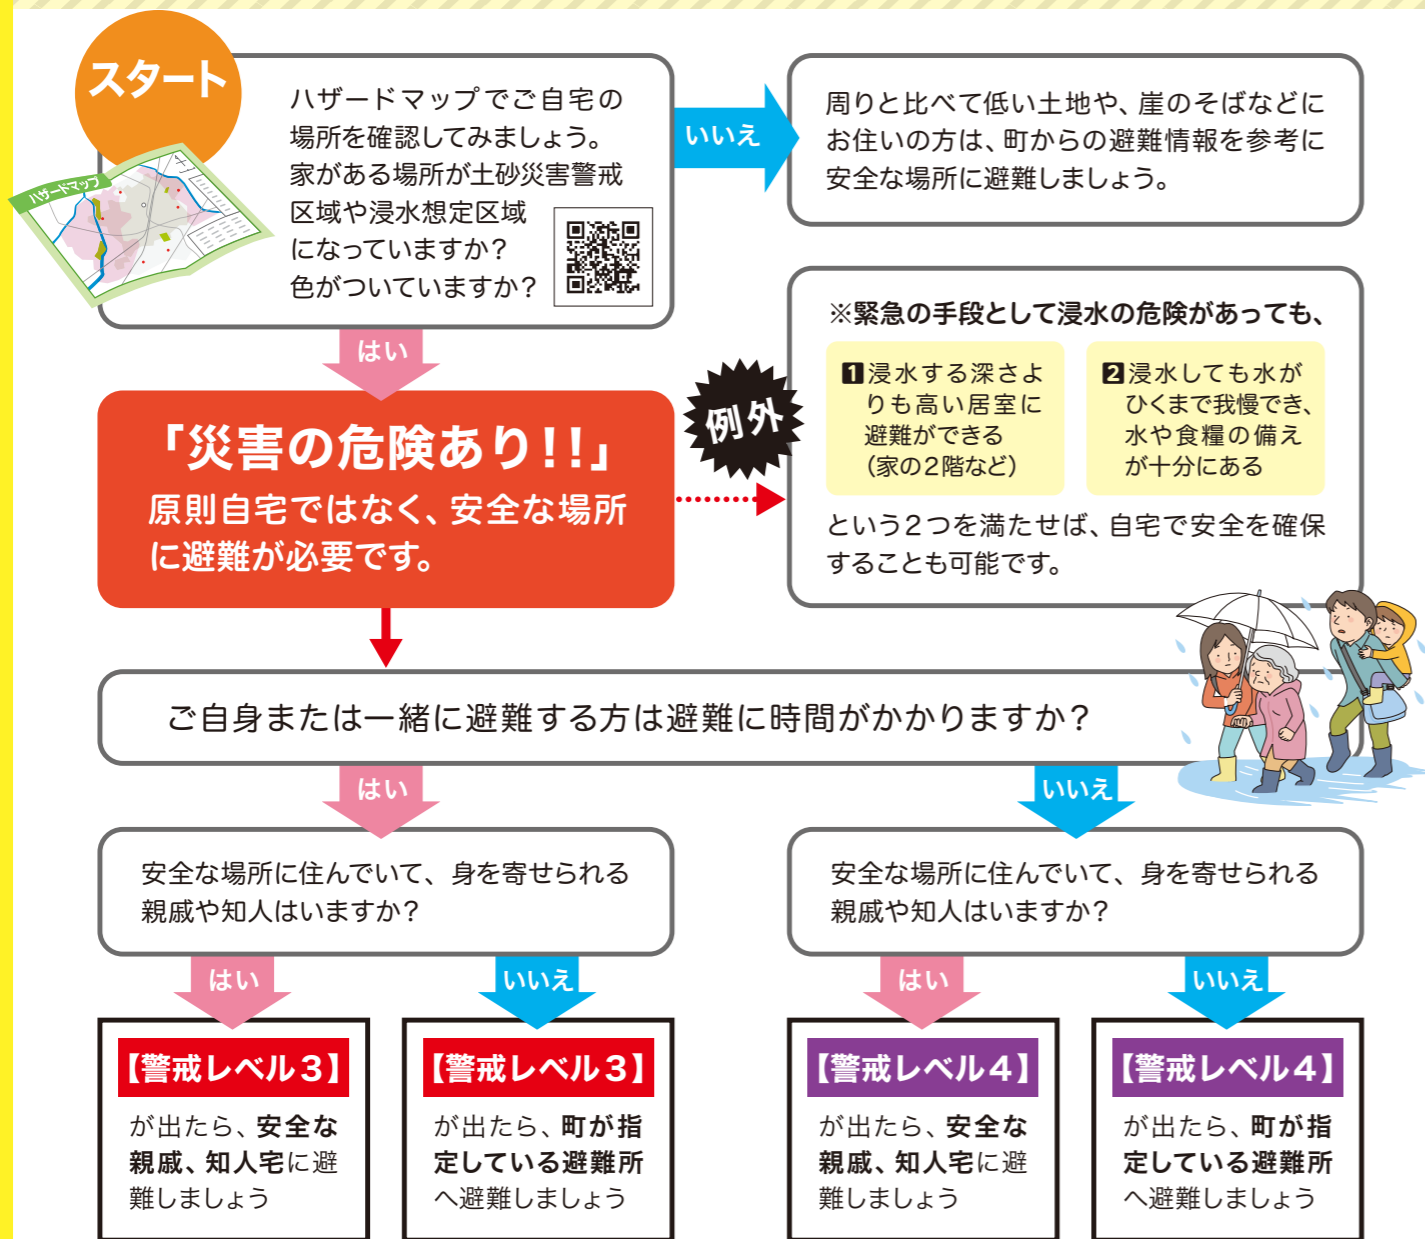 スタート
ハザードマップ
ハザードマップでご自宅の
場所を確認してみましょう。
家がある場所が土砂災害警戒
区域や浸水想定区域
になっていますか？
色がついていますか？
いいえ
周りと比べて低い土地や、崖のそばなどに
お住いの方は、町からの避難情報を参考に
安全な場所に避難しましょう。
はい
「災害の危険あり!!」
原則自宅ではなく、安全な場所
に避難が必要です。
例外
※緊急の手段として浸水の危険があっても、
1浸水する深さよ
りも高い居室に
避難ができる
（家の２階など）
2浸水しても水が
ひくまで我慢でき、
水や食糧の備え
が十分にある
という２つを満たせば、自宅で安全を確保
することも可能です。
ご自身または一緒に避難する方は避難に時間がかかりますか？
はい
いいえ
安全な場所に住んでいて、身を寄せられる
親戚や知人はいますか？
はい
いいえ
【警戒レベル３】
が出たら、安全な
親戚、知人宅に避
難しましょう
【警戒レベル３】
が出たら、町が指
定している避難所
へ避難しましょう
安全な場所に住んでいて、身を寄せられる
親戚や知人はいますか？
はい
いいえ
【警戒レベル４】
が出たら、安全な
親戚、知人宅に避
難しましょう
【警戒レベル４】
が出たら、町が指
定している避難所
へ避難しましょう